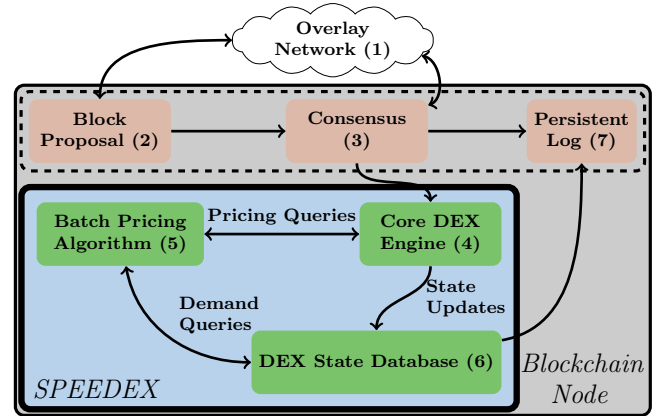 Overlay
Network (1)
Block
Proposal (2)
Consensus
(3)
Persistent
Log (7)
Batch Pricing
Algorithm (5)
Pricing Queries
Core DEX
Engine (4)
Demand
Queries
State
Updates
DEX State Database (6)
SPEEDEX
Blockchain
Node